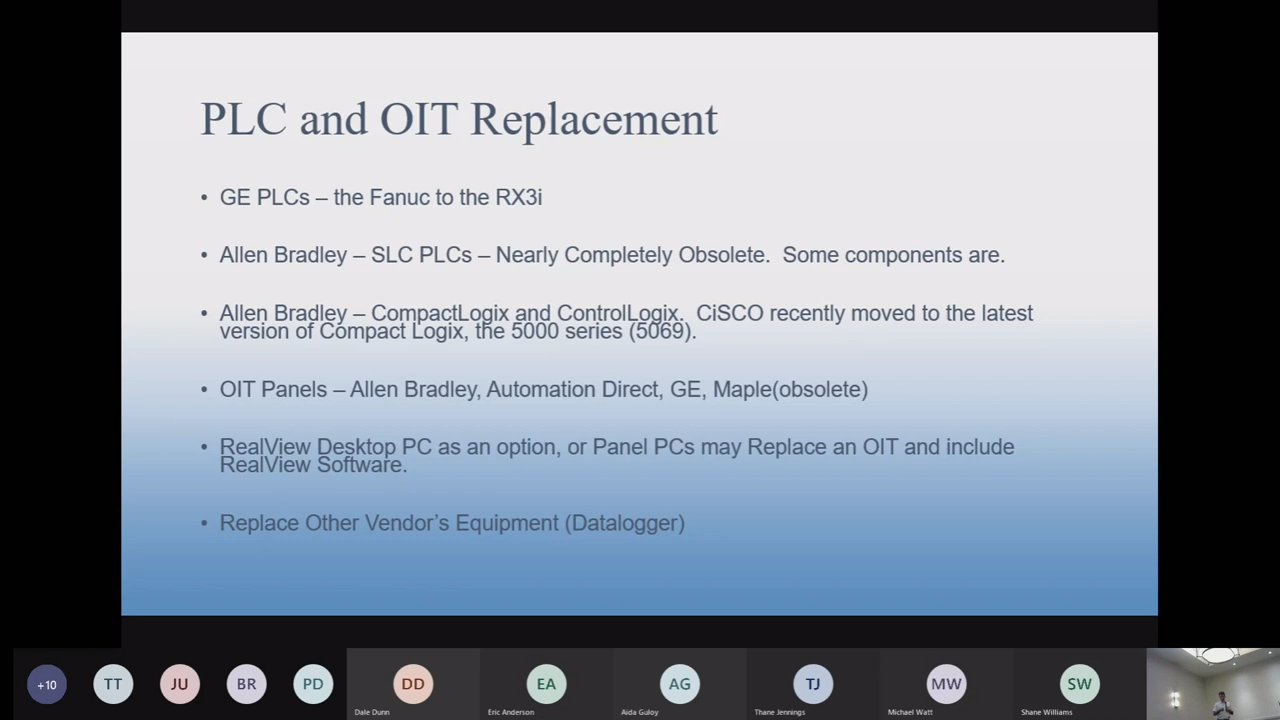 PLC and OIT Replacement
• GE PLCs – the Fanuc to the RX3i
• Allen Bradley – SLC PLCs – Nearly Completely Obsolete.  Some components are.
• Allen Bradley – CompactLogix and ControlLogix.  CiSCO recently moved to the latest
version of Compact Logix, the 5000 series (5069).
• OIT Panels – Allen Bradley, Automation Direct, GE, Maple(obsolete)
• RealView Desktop PC as an option, or Panel PCs may Replace an OIT and include
RealView Software.
• Replace Other Vendor’s Equipment (Datalogger)
+10 TT JU BR PD DD EA AG TJ MW SW
Dale Dunn Eric Anderson Aida Guloy Thane Jennings Michael Watt Shane Williams